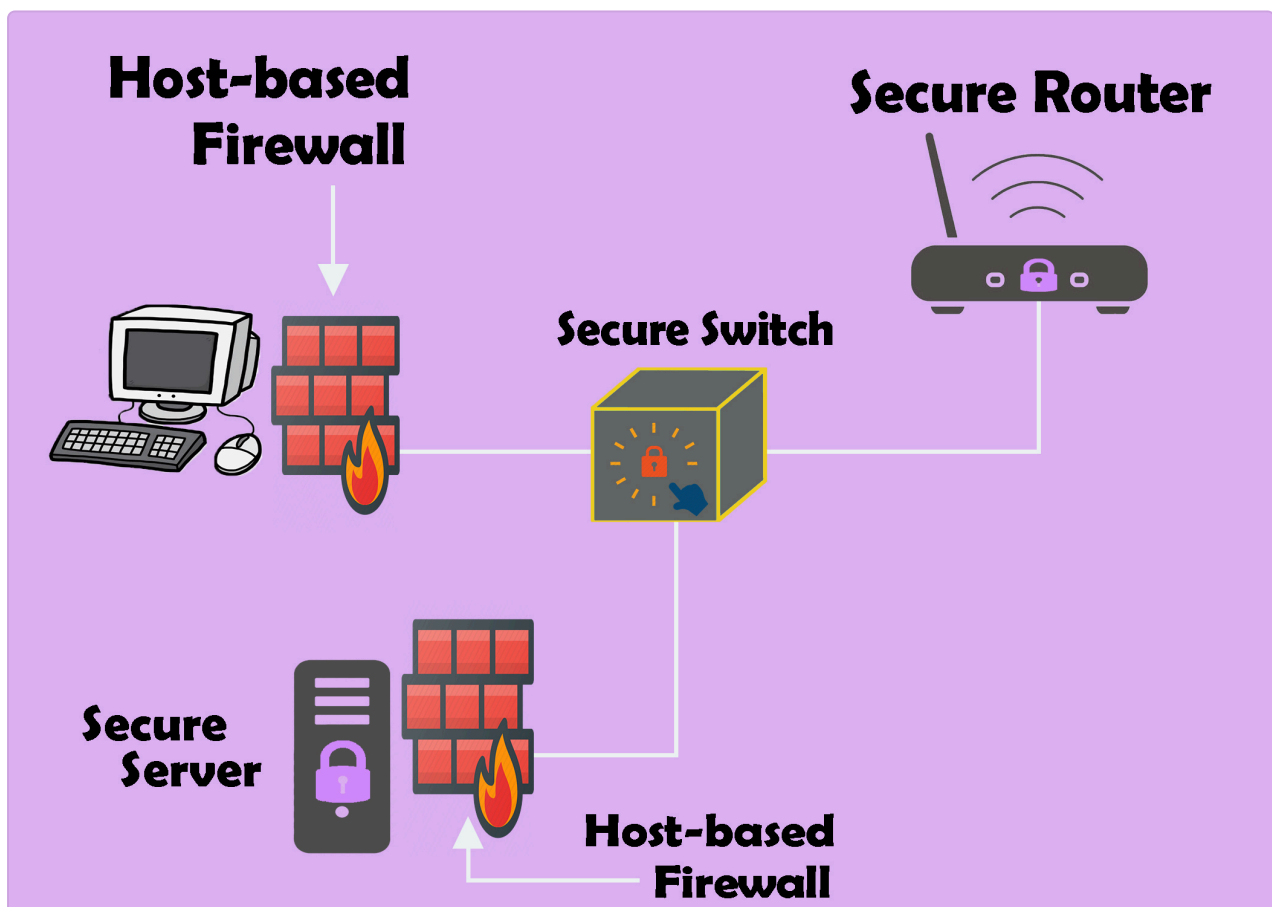 Host-based
Firewall
Secure Router
Secure Switch
Secure
Server
Host-based
Firewall